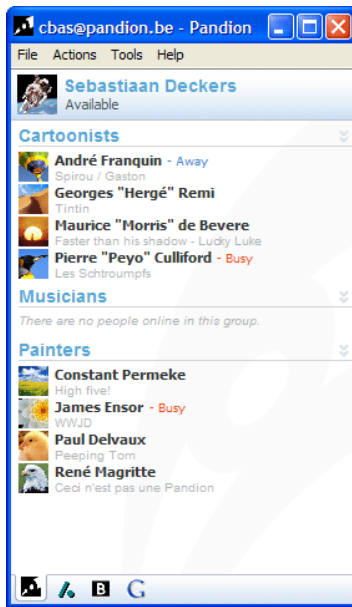 cbas@pandion.be - Pandion
File Actions Tools Help
Sebastiaan Deckers
Available
Cartoonists
André Franquin - Away
Spirou / Gaston
Georges "Hergé" Remi
Tintin
Maurice "Morris" de Bevere
Faster than his shadow - Lucky Luke
Pierre "Peyo" Culliford - Busy
Les Schtroumpfs
Musicians
There are no people online in this group.
Painters
Constant Permeke
High five!
James Ensor - Busy
WWJD
Paul Delvaux
Peeping Tom
René Magritte
Ceci n'est pas une Pandion
B G